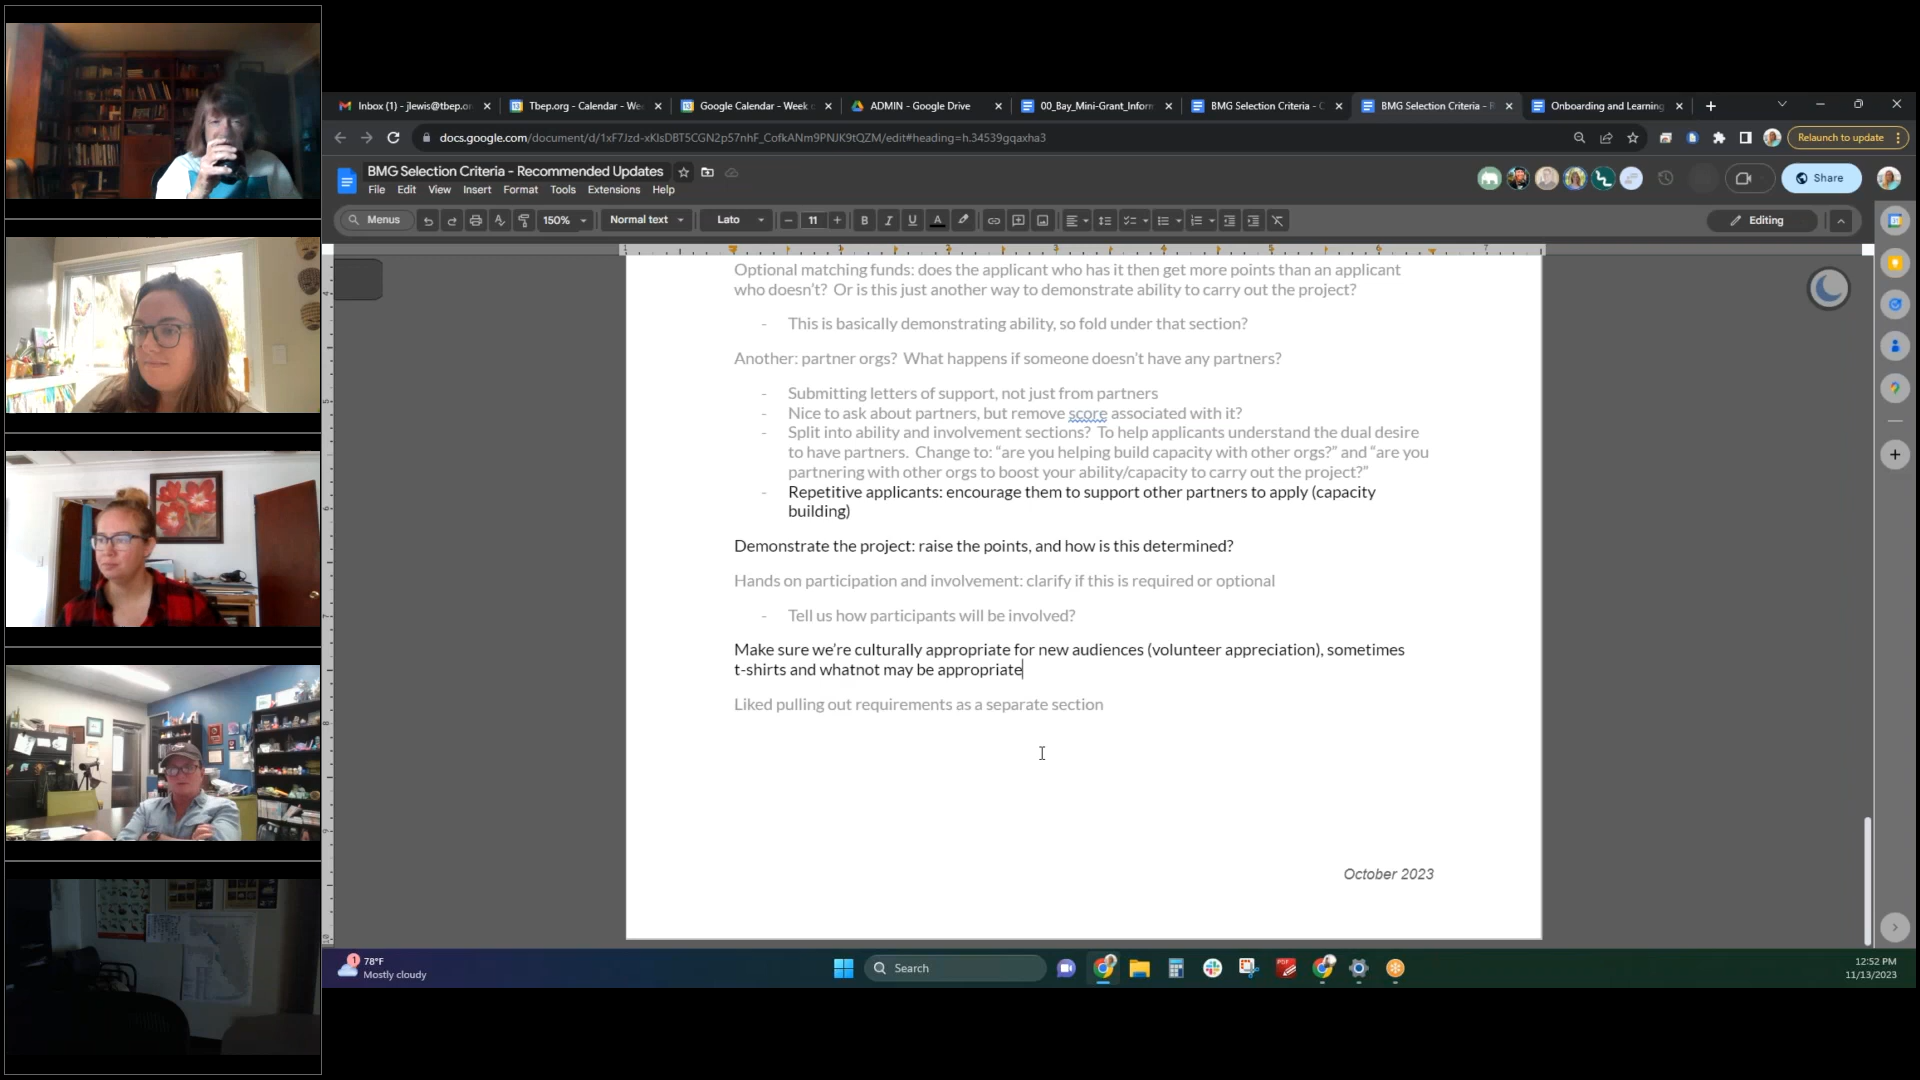 Inbox (1) - jlewis@tbep.or
Tbep.org - Calendar - We
Google Calendar - Week
ADMIN - Google Drive
00_Bay_Mini-Grant_Inform
BMG Selection Criteria - C
BMG Selection Criteria - R
Onboarding and Learning
docs.google.com/document/d/1xF7Jzd-xKlsDBT5CGN2p57nhF_CofkANm9PNJK9tQZM/edit#heading=h.34539gqaxha3
Relaunch to update
BMG Selection Criteria - Recommended Updates
File Edit View Insert Format Tools Extensions Help
Share
Menus
150%
Normal text
Lato
11
Editing
Optional matching funds: does the applicant who has it then get more points than an applicant
who doesn't? Or is this just another way to demonstrate ability to carry out the project?
- This is basically demonstrating ability, so fold under that section?
Another: partner orgs? What happens if someone doesn't have any partners?
- Submitting letters of support, not just from partners
- Nice to ask about partners, but remove score associated with it?
- Split into ability and involvement sections? To help applicants understand the dual desire
to have partners. Change to: “are you helping build capacity with other orgs?” and “are you
partnering with other orgs to boost your ability/capacity to carry out the project?”
- Repetitive applicants: encourage them to support other partners to apply (capacity
building)
Demonstrate the project: raise the points, and how is this determined?
Hands on participation and involvement: clarify if this is required or optional
- Tell us how participants will be involved?
Make sure we're culturally appropriate for new audiences (volunteer appreciation), sometimes
t-shirts and whatnot may be appropriate
Liked pulling out requirements as a separate section
October 2023
1
78°F
Mostly cloudy
Search
12:52 PM
11/13/2023